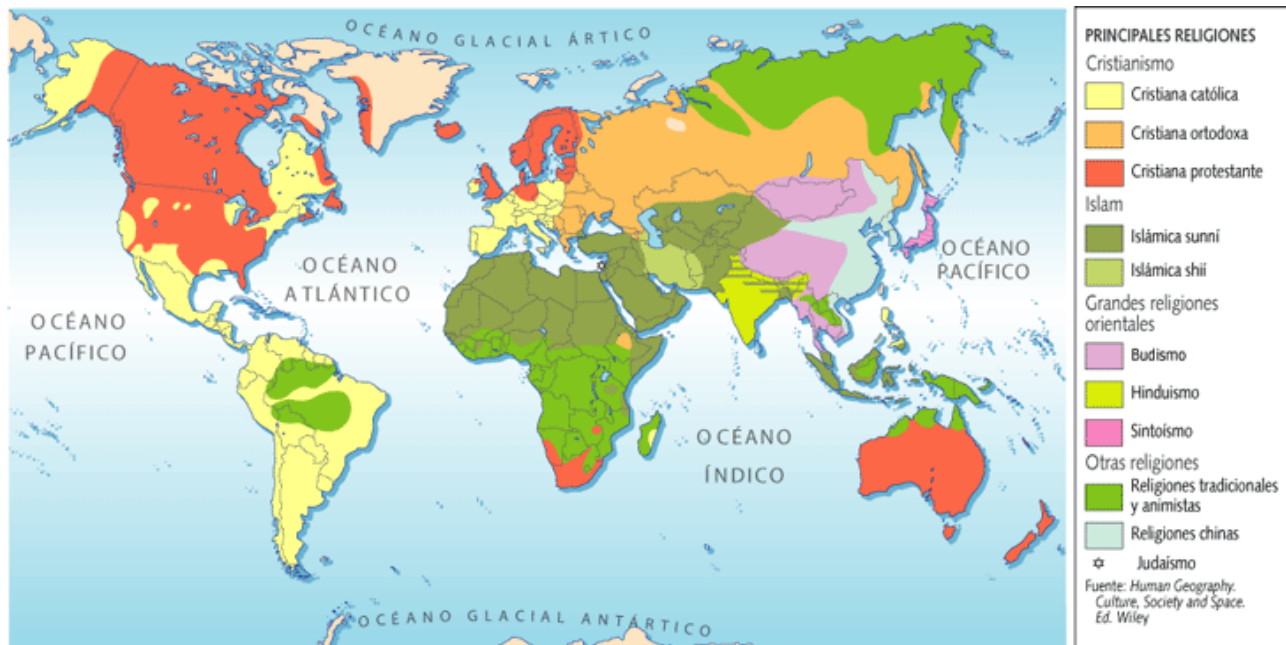 OCÉANO GLACIAL ÁRTICO
OCÉANO
ATLÁNTICO
OCÉANO
PACÍFICO
OCÉANO
PACÍFICO
OCÉANO
ÍNDICO
OCÉANO GLACIAL ANTÁRTICO
PRINCIPALES RELIGIONES
Cristianismo
Cristiana católica
Cristiana ortodoxa
Cristiana protestante
Islam
Islámica sunní
Islámica shií
Grandes religiones
orientales
Budismo
Hinduismo
Sintoísmo
Otras religiones
Religiones tradicionales
y animistas
Religiones chinas
Judaísmo
Fuente: Human Geography.
Culture, Society and Space.
Ed. Wiley